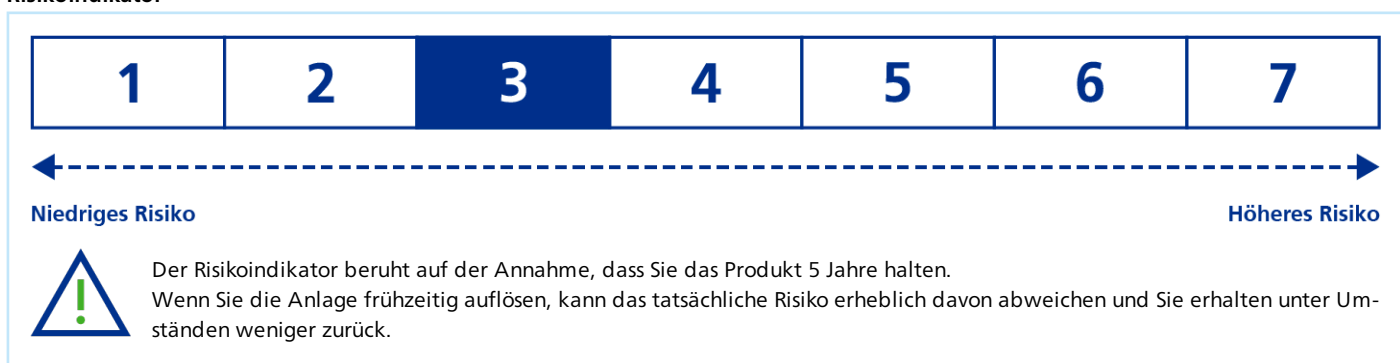 Risikoindikator
1 2 3 4 5 6 7
Niedriges Risiko Höheres Risiko
Der Risikoindikator beruht auf der Annahme, dass Sie das Produkt 5 Jahre halten.
Wenn Sie die Anlage frühzeitig auflösen, kann das tatsächliche Risiko erheblich davon abweichen und Sie erhalten unter Um-
ständen weniger zurück.